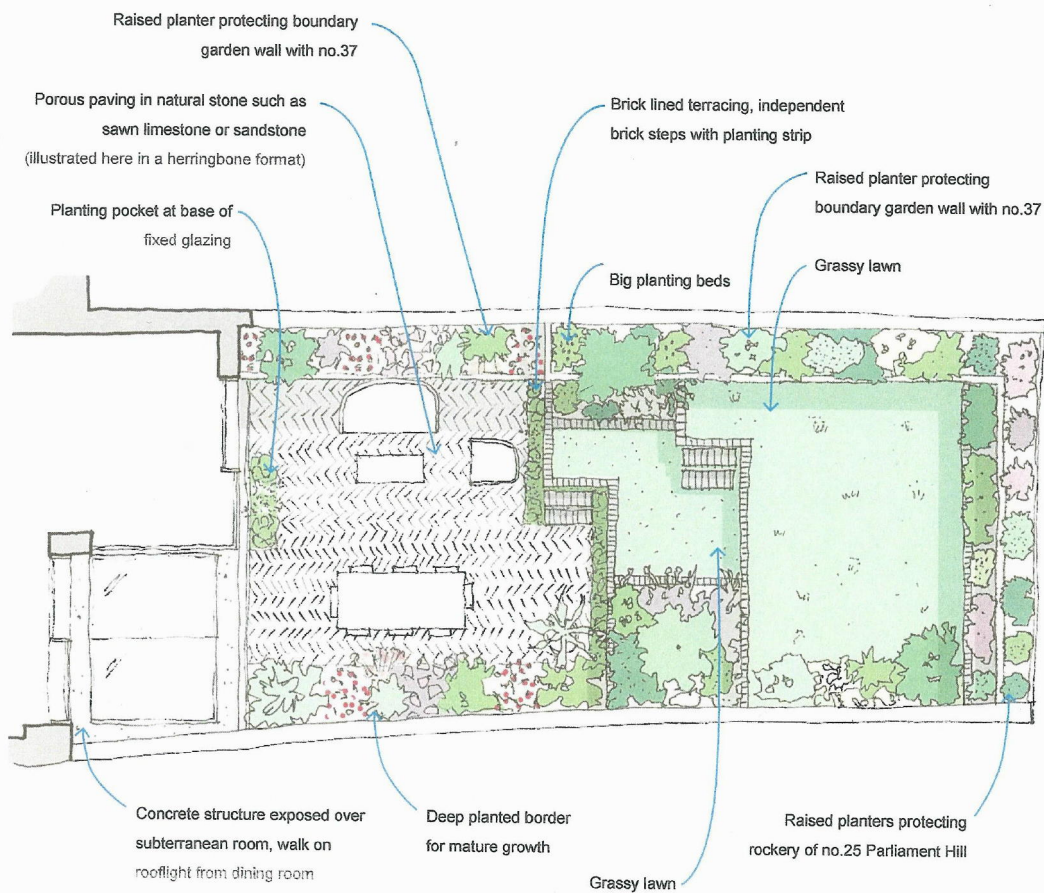 Raised planter protecting boundary
garden wall with no.37
Porous paving in natural stone such as
sawn limestone or sandstone
(illustrated here in a herringbone format)
Planting pocket at base of
fixed glazing
Brick lined terracing, independent
brick steps with planting strip
Raised planter protecting
boundary garden wall with no.37
Big planting beds
Grassy lawn
Concrete structure exposed over
subterranean room, walk on
rooflight from dining room
Deep planted border
for mature growth
Grassy lawn
Raised planters protecting
rockery of no.25 Parliament Hill